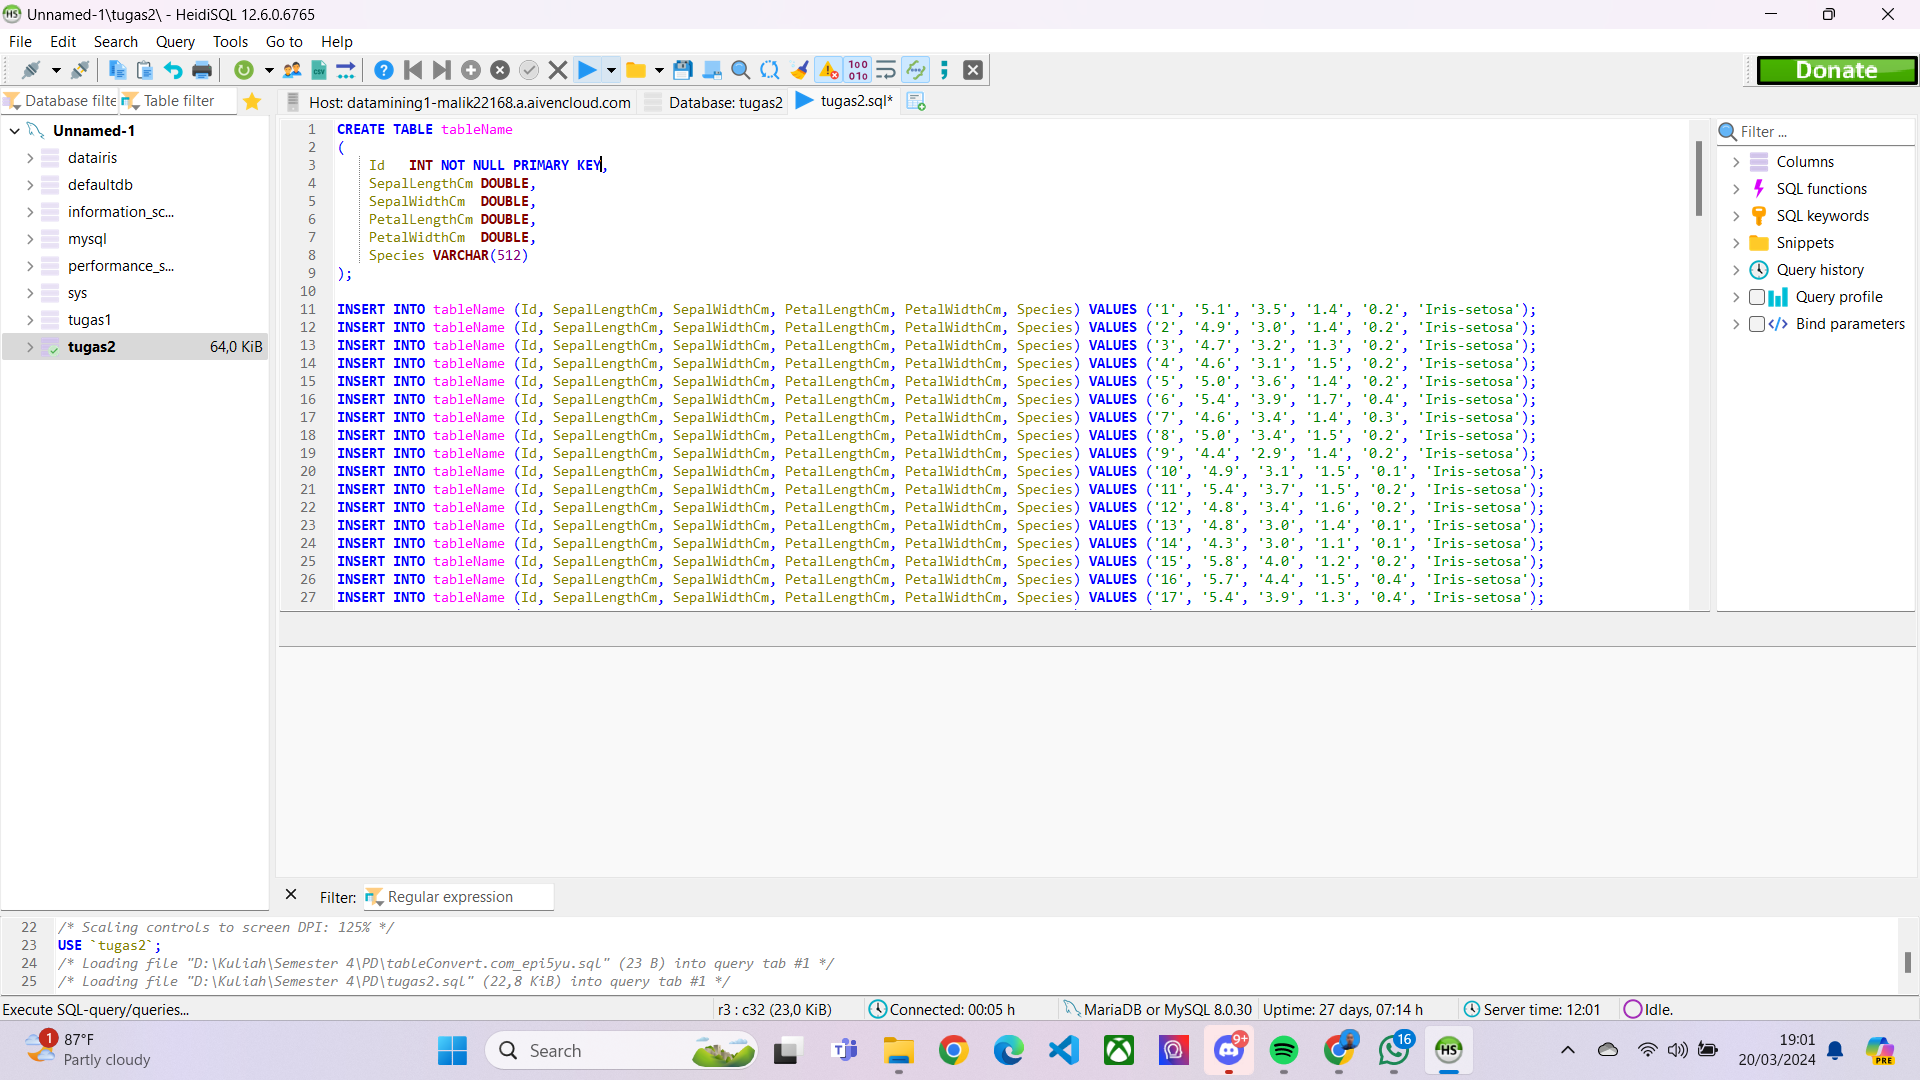 Unnamed-1\tugas2\ - HeidiSQL 12.6.0.6765
File Edit Search Query Tools Go to Help
Donate
Database filte Table filter
Host: datamining1-malik22168.a.aivencloud.com Database: tugas2 tugas2.sql*
Unnamed-1
datairis
defaultdb
information_sc...
mysql
performance_s...
sys
tugas1
tugas2 64,0 KiB
1 CREATE TABLE tableName
2 (
3 Id INT NOT NULL PRIMARY KEY,
4 SepalLengthCm DOUBLE,
5 SepalWidthCm DOUBLE,
6 PetalLengthCm DOUBLE,
7 PetalWidthCm DOUBLE,
8 Species VARCHAR(512)
9 );
10
11 INSERT INTO tableName (Id, SepalLengthCm, SepalWidthCm, PetalLengthCm, PetalWidthCm, Species) VALUES ('1', '5.1', '3.5', '1.4', '0.2', 'Iris-setosa');
12 INSERT INTO tableName (Id, SepalLengthCm, SepalWidthCm, PetalLengthCm, PetalWidthCm, Species) VALUES ('2', '4.9', '3.0', '1.4', '0.2', 'Iris-setosa');
13 INSERT INTO tableName (Id, SepalLengthCm, SepalWidthCm, PetalLengthCm, PetalWidthCm, Species) VALUES ('3', '4.7', '3.2', '1.3', '0.2', 'Iris-setosa');
14 INSERT INTO tableName (Id, SepalLengthCm, SepalWidthCm, PetalLengthCm, PetalWidthCm, Species) VALUES ('4', '4.6', '3.1', '1.5', '0.2', 'Iris-setosa');
15 INSERT INTO tableName (Id, SepalLengthCm, SepalWidthCm, PetalLengthCm, PetalWidthCm, Species) VALUES ('5', '5.0', '3.6', '1.4', '0.2', 'Iris-setosa');
16 INSERT INTO tableName (Id, SepalLengthCm, SepalWidthCm, PetalLengthCm, PetalWidthCm, Species) VALUES ('6', '5.4', '3.9', '1.7', '0.4', 'Iris-setosa');
17 INSERT INTO tableName (Id, SepalLengthCm, SepalWidthCm, PetalLengthCm, PetalWidthCm, Species) VALUES ('7', '4.6', '3.4', '1.4', '0.3', 'Iris-setosa');
18 INSERT INTO tableName (Id, SepalLengthCm, SepalWidthCm, PetalLengthCm, PetalWidthCm, Species) VALUES ('8', '5.0', '3.4', '1.5', '0.2', 'Iris-setosa');
19 INSERT INTO tableName (Id, SepalLengthCm, SepalWidthCm, PetalLengthCm, PetalWidthCm, Species) VALUES ('9', '4.4', '2.9', '1.4', '0.2', 'Iris-setosa');
20 INSERT INTO tableName (Id, SepalLengthCm, SepalWidthCm, PetalLengthCm, PetalWidthCm, Species) VALUES ('10', '4.9', '3.1', '1.5', '0.1', 'Iris-setosa');
21 INSERT INTO tableName (Id, SepalLengthCm, SepalWidthCm, PetalLengthCm, PetalWidthCm, Species) VALUES ('11', '5.4', '3.7', '1.5', '0.2', 'Iris-setosa');
22 INSERT INTO tableName (Id, SepalLengthCm, SepalWidthCm, PetalLengthCm, PetalWidthCm, Species) VALUES ('12', '4.8', '3.4', '1.6', '0.2', 'Iris-setosa');
23 INSERT INTO tableName (Id, SepalLengthCm, SepalWidthCm, PetalLengthCm, PetalWidthCm, Species) VALUES ('13', '4.8', '3.0', '1.4', '0.1', 'Iris-setosa');
24 INSERT INTO tableName (Id, SepalLengthCm, SepalWidthCm, PetalLengthCm, PetalWidthCm, Species) VALUES ('14', '4.3', '3.0', '1.1', '0.1', 'Iris-setosa');
25 INSERT INTO tableName (Id, SepalLengthCm, SepalWidthCm, PetalLengthCm, PetalWidthCm, Species) VALUES ('15', '5.8', '4.0', '1.2', '0.2', 'Iris-setosa');
26 INSERT INTO tableName (Id, SepalLengthCm, SepalWidthCm, PetalLengthCm, PetalWidthCm, Species) VALUES ('16', '5.7', '4.4', '1.5', '0.4', 'Iris-setosa');
27 INSERT INTO tableName (Id, SepalLengthCm, SepalWidthCm, PetalLengthCm, PetalWidthCm, Species) VALUES ('17', '5.4', '3.9', '1.3', '0.4', 'Iris-setosa');
Filter ...
Columns
SQL functions
SQL keywords
Snippets
Query history
Query profile
Bind parameters
Filter: Regular expression
22 /* Scaling controls to screen DPI: 125% */
23 USE `tugas2`;
24 /* Loading file "D:\Kuliah\Semester 4\PD\tableConvert.com_epi5yu.sql" (23 B) into query tab #1 */
25 /* Loading file "D:\Kuliah\Semester 4\PD\tugas2.sql" (22,8 KiB) into query tab #1 */
Execute SQL-query/queries... r3 : c32 (23,0 KiB) Connected: 00:05 h MariaDB or MySQL 8.0.30 Uptime: 27 days, 07:14 h Server time: 12:01 Idle.
1 87°F
Partly cloudy
Search
9+
16
HS
19:01
20/03/2024
PRE